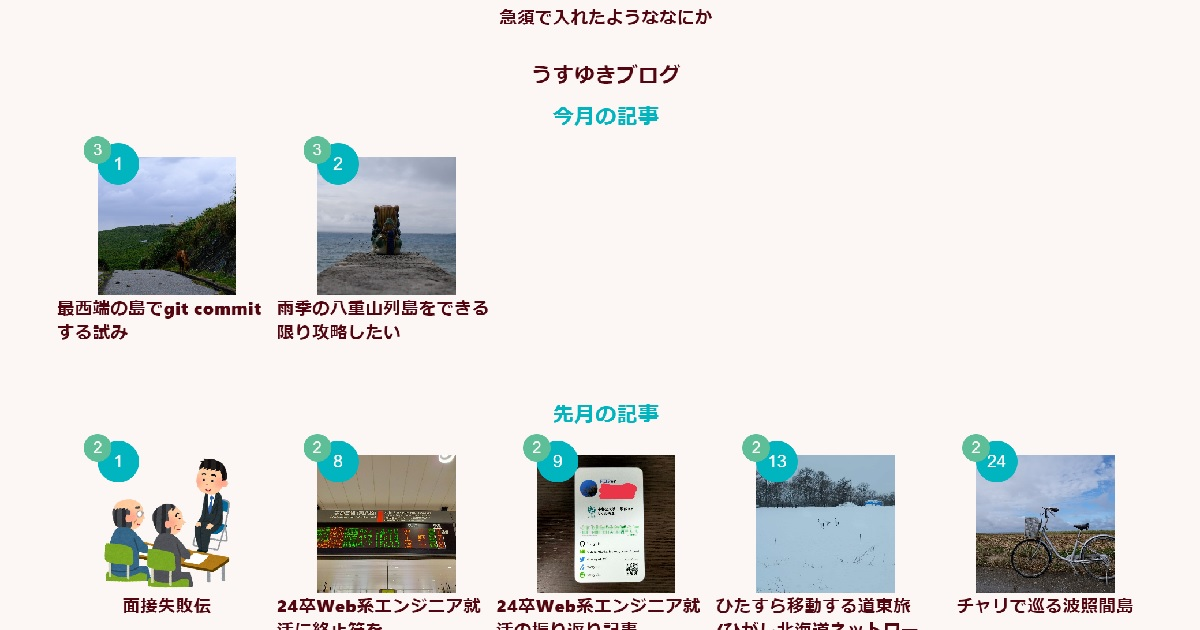 急須で入れたようななにか
うすゆきブログ
今月の記事
3
1
3
2
最西端の島でgit commit
する試み
雨季の八重山列島をできる
限り攻略したい
先月の記事
2
1
2
8
2
9
2
13
2
24
面接失敗伝
24卒Web系エンジニア就
活に終止符を
24卒Web系エンジニア就
活の振り返り記事
ひたすら移動する道東旅
(ひがし北海道ネットワー
チャリで巡る波照間島